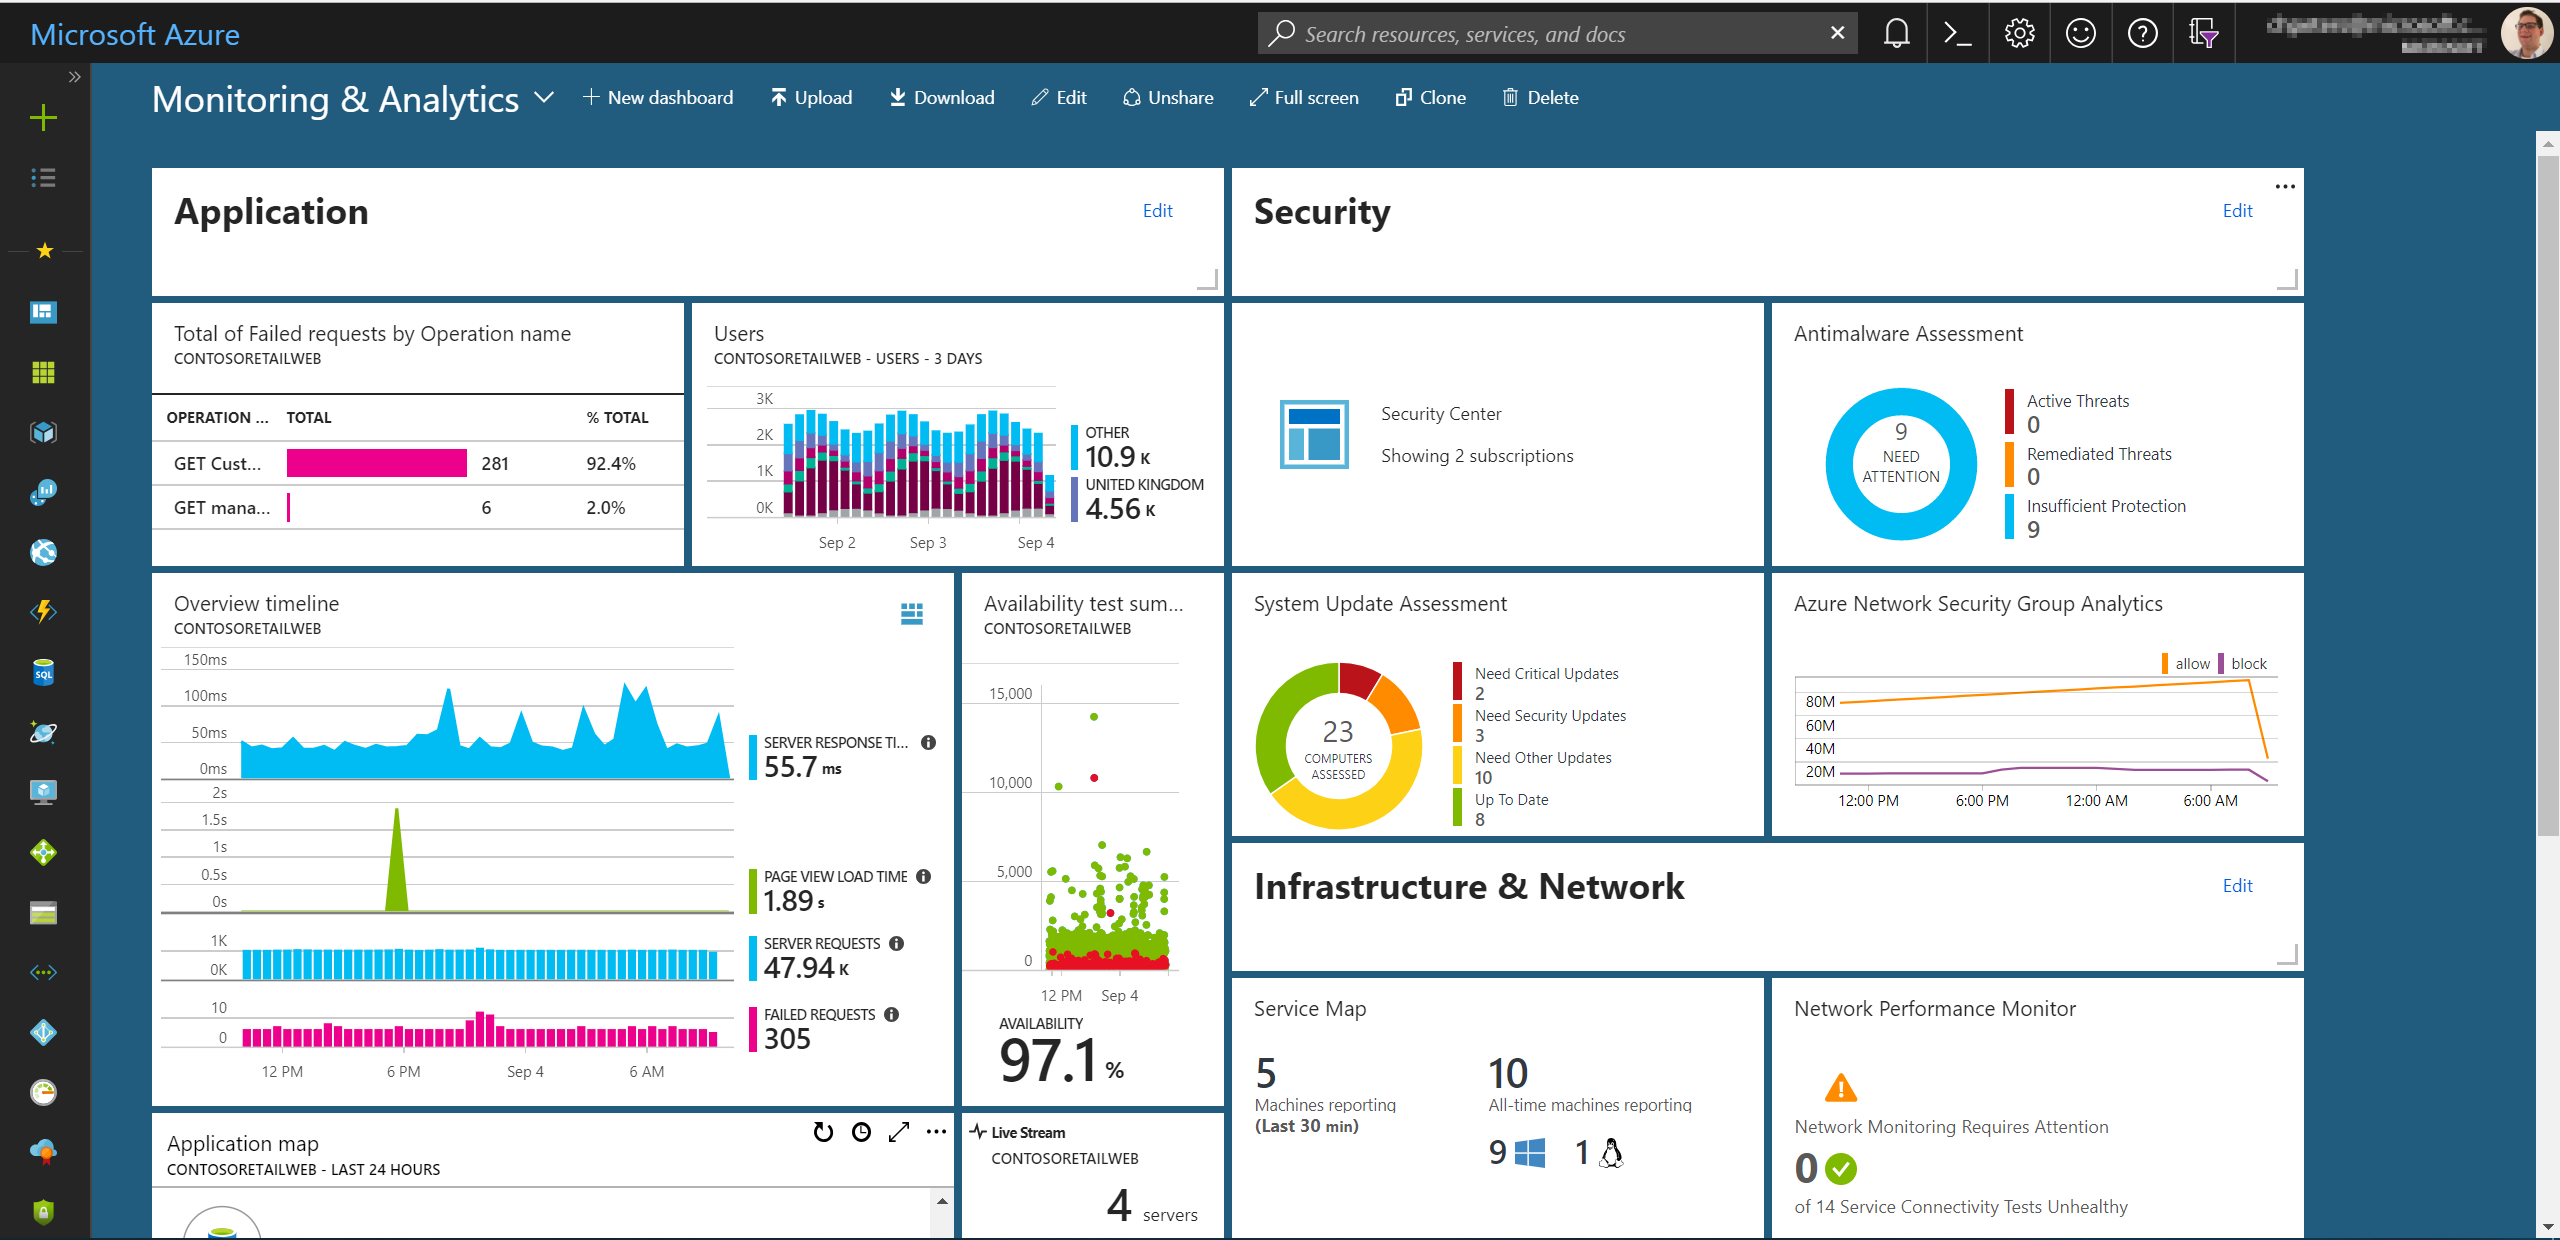 Microsoft Azure
Search resources, services, and docs
Monitoring & Analytics
New dashboard
Upload
Download
Edit
Unshare
Full screen
Clone
Delete
Application
Edit
Total of Failed requests by Operation name
CONTOSORETAILWEB
OPERATION ... TOTAL % TOTAL
GET Cust... 281 92.4%
GET mana... 6 2.0%
Users
CONTOSORETAILWEB - USERS - 3 DAYS
3K
2K
1K
0K
Sep 2 Sep 3 Sep 4
OTHER
10.9 K
UNITED KINGDOM
4.56 K
Overview timeline
CONTOSORETAILWEB
150ms
100ms
50ms
0ms
SERVER RESPONSE TI...
55.7 ms
2s
1.5s
1s
0.5s
0s
PAGE VIEW LOAD TIME
1.89 s
1K
0K
SERVER REQUESTS
47.94 K
10
0
FAILED REQUESTS
305
12 PM 6 PM Sep 4 6 AM
Availability test sum...
CONTOSORETAILWEB
15,000
10,000
5,000
0
12 PM Sep 4
AVAILABILITY
97.1 %
Application map
CONTOSORETAILWEB - LAST 24 HOURS
Live Stream
CONTOSORETAILWEB
4 servers
Security
Edit
Security Center
Showing 2 subscriptions
Antimalware Assessment
9
NEED
ATTENTION
Active Threats
0
Remediated Threats
0
Insufficient Protection
9
System Update Assessment
23
COMPUTERS
ASSESSED
Need Critical Updates
2
Need Security Updates
3
Need Other Updates
10
Up To Date
8
Azure Network Security Group Analytics
allow block
80M
60M
40M
20M
12:00 PM 6:00 PM 12:00 AM 6:00 AM
Infrastructure & Network
Edit
Service Map
5
Machines reporting
(Last 30 min)
10
All-time machines reporting
9 1
Network Performance Monitor
Network Monitoring Requires Attention
0
of 14 Service Connectivity Tests Unhealthy
SQL